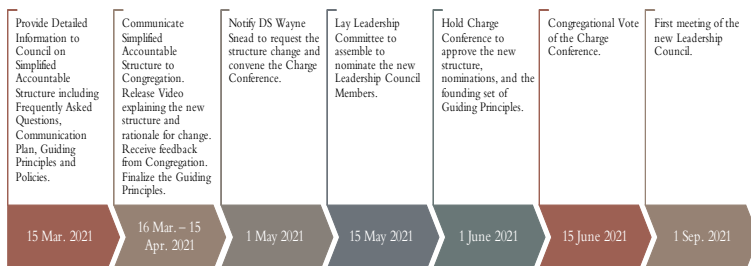 Provide Detailed
Information to
Council on
Simplified
Accountable
Structure including
Frequently Asked
Questions,
Communication
Plan, Guiding
Principles and
Policies.
15 Mar. 2021
Communicate
Simplified
Accountable
Structure to
Congregation.
Release Video
explaining the new
structure and
rationale for change.
Receive feedback
from Congregation.
Finalize the Guiding
Principles.
16 Mar. – 15
Apr. 2021
Notify DS Wayne
Snead to request the
structure change and
convene the Charge
Conference.
1 May 2021
Lay Leadership
Committee to
assemble to
nominate the new
Leadership Council
Members.
15 May 2021
Hold Charge
Conference to
approve the new
structure,
nominations, and the
founding set of
Guiding Principles.
1 June 2021
Congregational Vote
of the Charge
Conference.
15 June 2021
First meeting of the
new Leadership
Council.
1 Sep. 2021